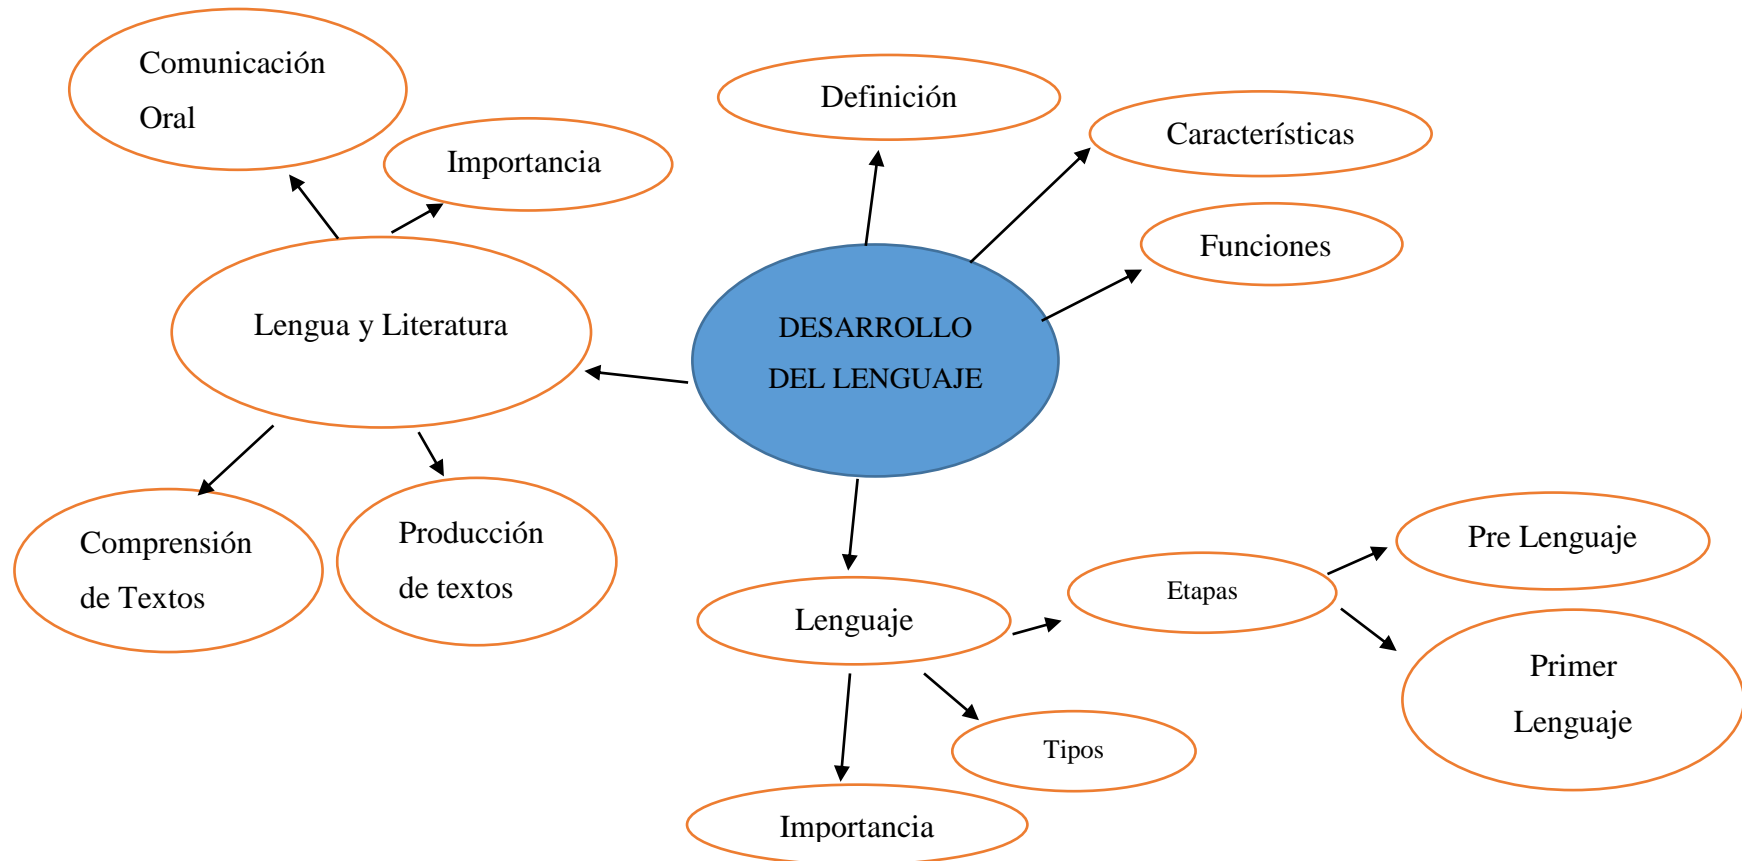 Comunicación
Oral
Importancia
Definición
Característicias
Funciones
Lengua y Literatura
DESARROLLO
DEL LENGUAJE
Comprensión
de Textos
Producción
de textos
Lenguaje
Etapas
Pre Lenguaje
Primer
Lenguaje
Tipos
Importancia